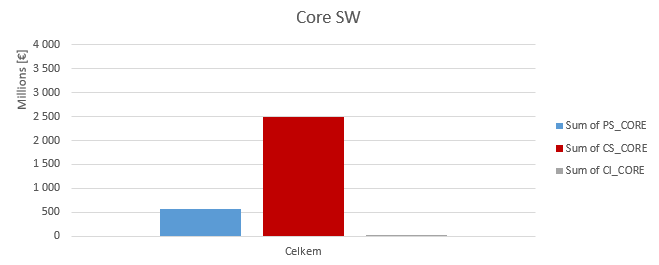 Core SW
Millions [€]
4 000
3 500
3 000
2 500
2 000
1 500
1 000
500
0
Celkem
Sum of PS_CORE
Sum of CS_CORE
Sum of CI_CORE